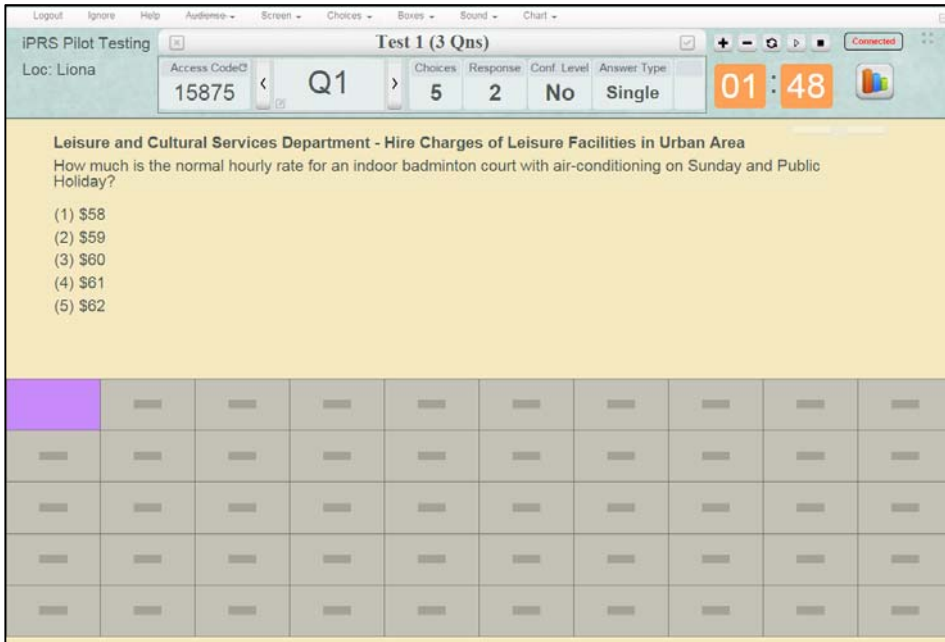 Logout Ignore Help Audience Screen Choices Boxes Sound Chart
iPRS Pilot Testing Test 1 (3 Qns) Connected
Loc: Liona
Access Code Choices Response Conf. Level Answer Type
15875 < Q1 > 5 2 No Single 01 : 48
Leisure and Cultural Services Department - Hire Charges of Leisure Facilities in Urban Area
How much is the normal hourly rate for an indoor badminton court with air-conditioning on Sunday and Public
Holiday?
(1) $58
(2) $59
(3) $60
(4) $61
(5) $62